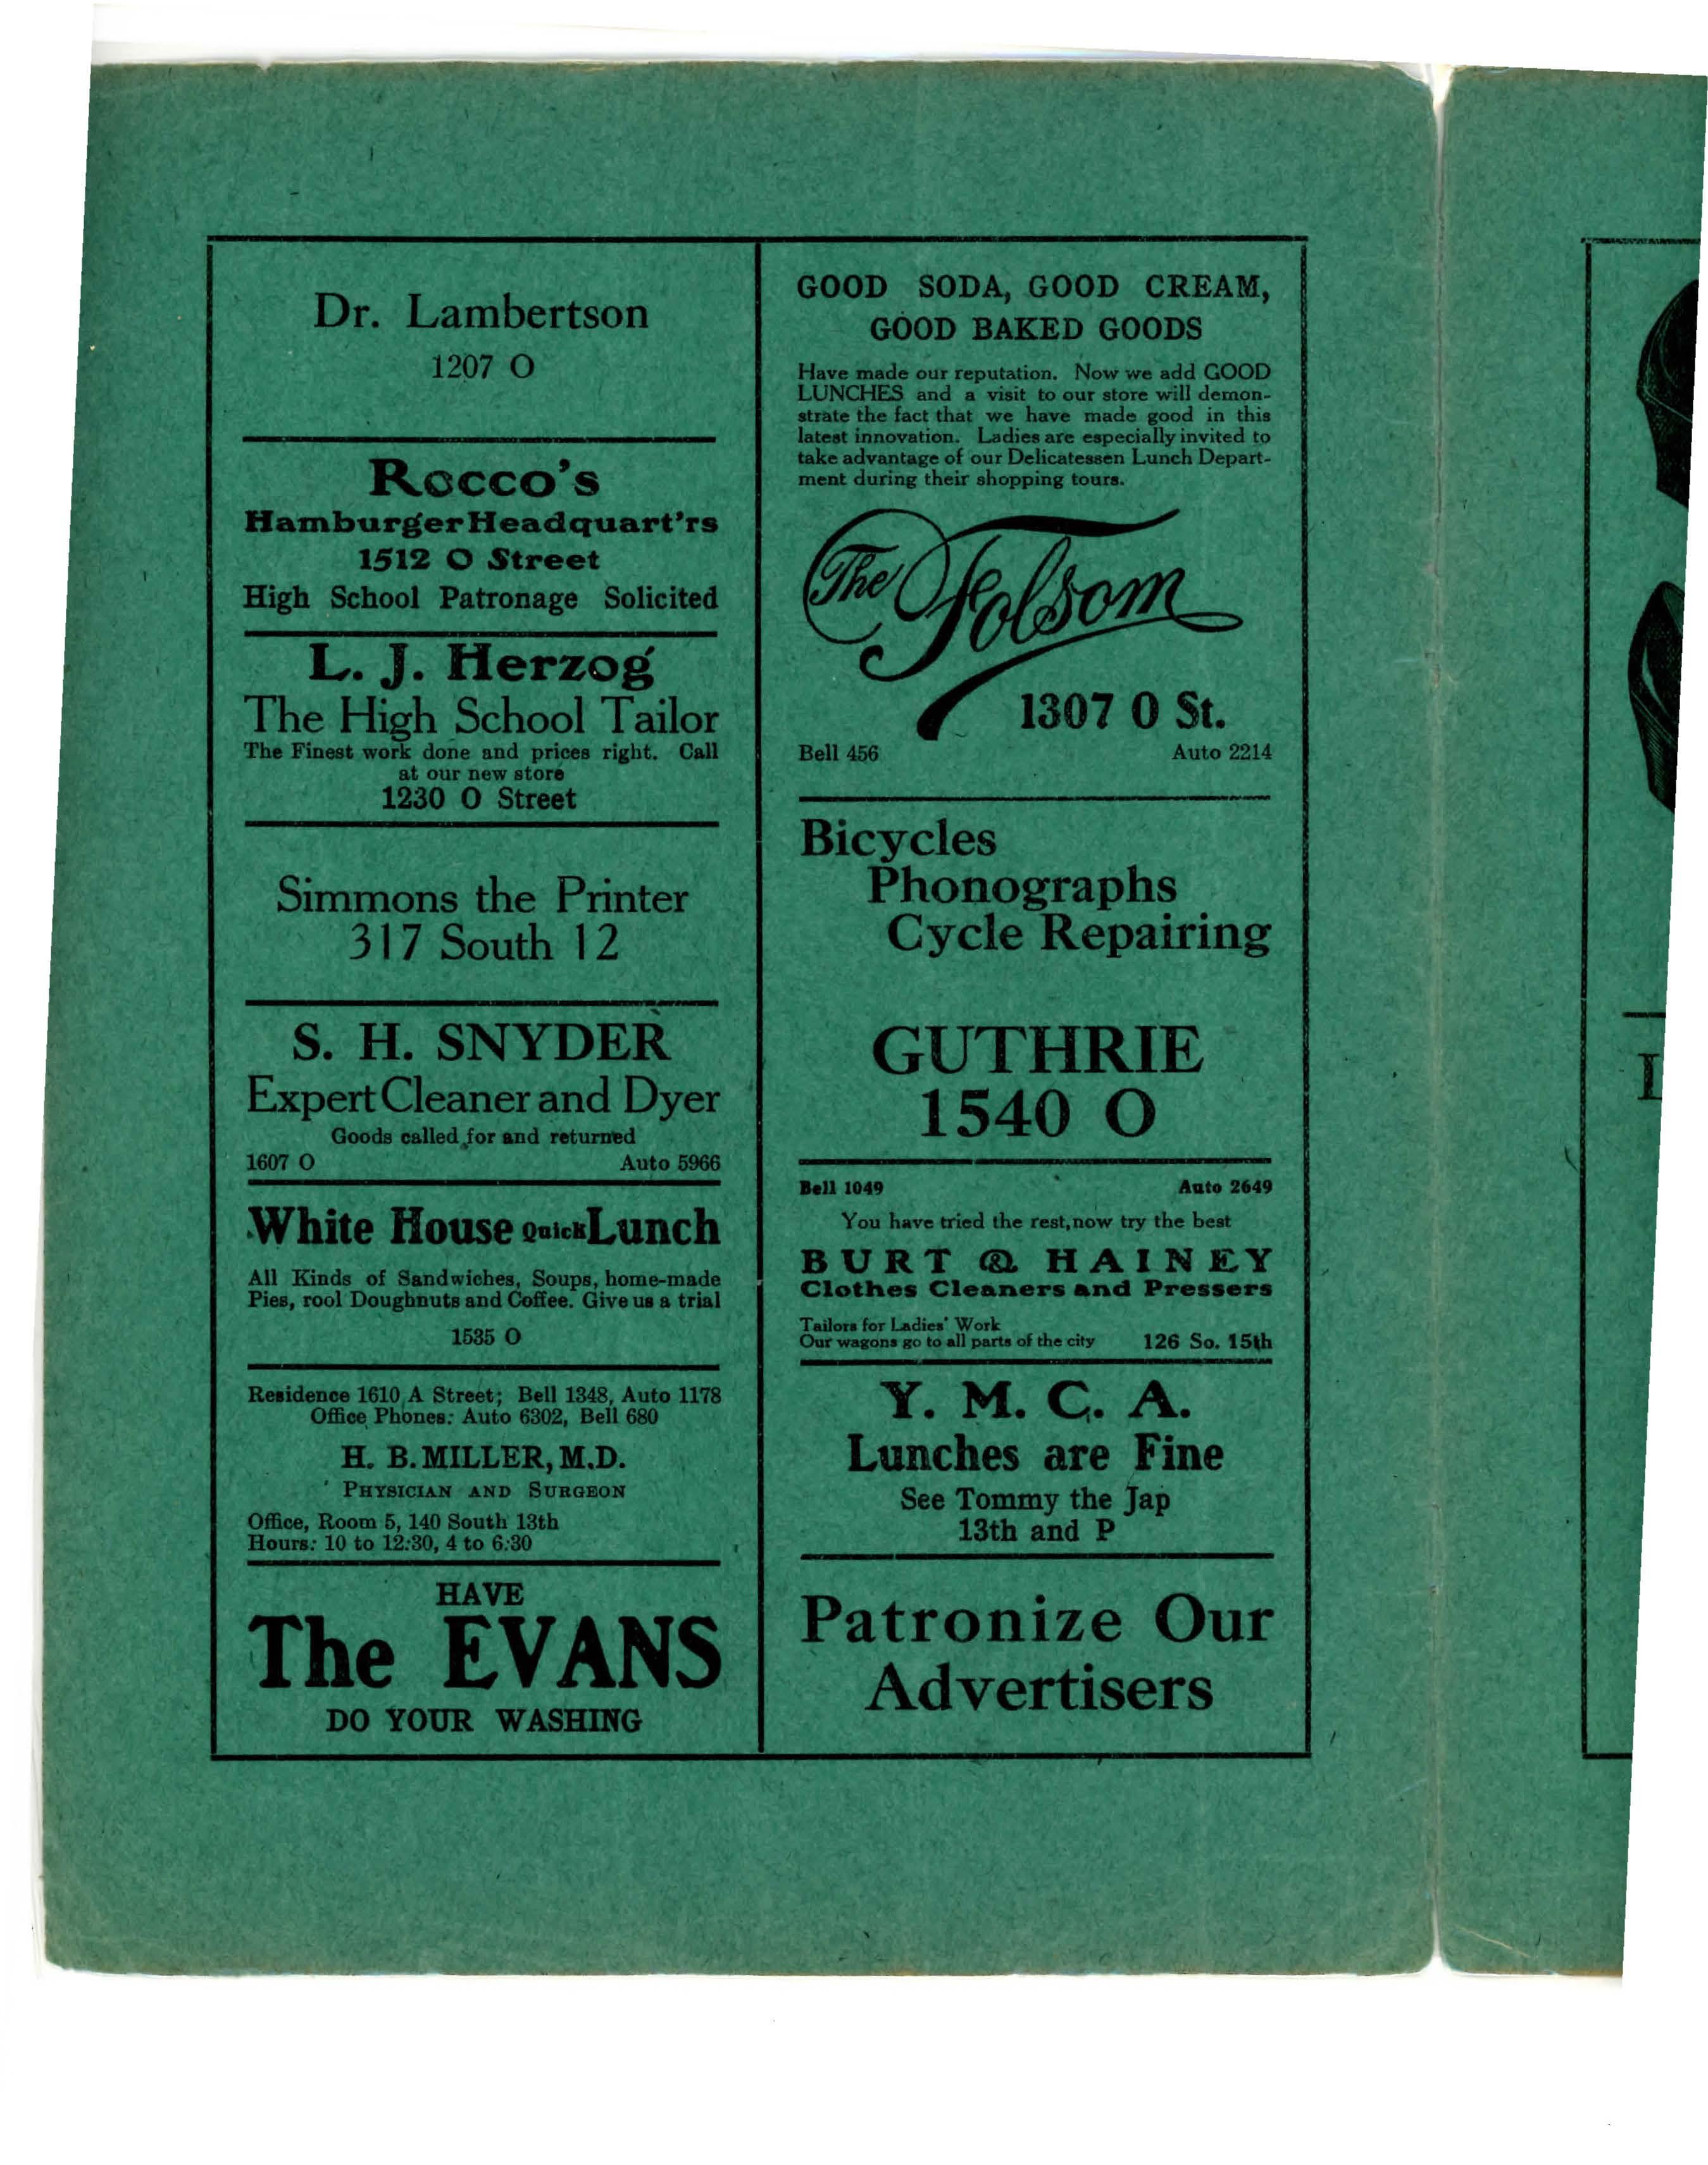 Dr. Lambertson
1207 O
Rocco's
Hamburger Headquart'rs
1512 O Street
High School Patronage Solicited
L. J. Herzog
The High School Tailor
The Finest work done and prices right. Call
at our new store
1230 O Street
Simmons the Printer
317 South 12
S. H. SNYDER
Expert Cleaner and Dyer
Goods called for and returned
1607 O Auto 5966
White House Quick Lunch
All Kinds of Sandwiches, Soups, home-made
Pies, rool Doughnuts and Coffee. Give us a trial
1535 O
Residence 1610 A Street; Bell 1348, Auto 1178
Office Phones: Auto 6302, Bell 680
H. B. MILLER, M.D.
PHYSICIAN AND SURGEON
Office, Room 5, 140 South 13th
Hours: 10 to 12:30, 4 to 6:30
HAVE
The EVANS
DO YOUR WASHING
GOOD SODA, GOOD CREAM,
GOOD BAKED GOODS
Have made our reputation. Now we add GOOD
LUNCHES and a visit to our store will demon-
strate the fact that we have made good in this
latest innovation. Ladies are especially invited to
take advantage of our Delicatessen Lunch Depart-
ment during their shopping tours.
The Folsom
1307 O St.
Bell 456 Auto 2214
Bicycles
Phonographs
Cycle Repairing
GUTHRIE
1540 O
Bell 1049 Auto 2649
You have tried the rest, now try the best
BURT & HAINEY
Clothes Cleaners and Pressers
Tailors for Ladies' Work
Our wagons go to all parts of the city 126 So. 15th
Y. M. C. A.
Lunches are Fine
See Tommy the Jap
13th and P
Patronize Our
Advertisers